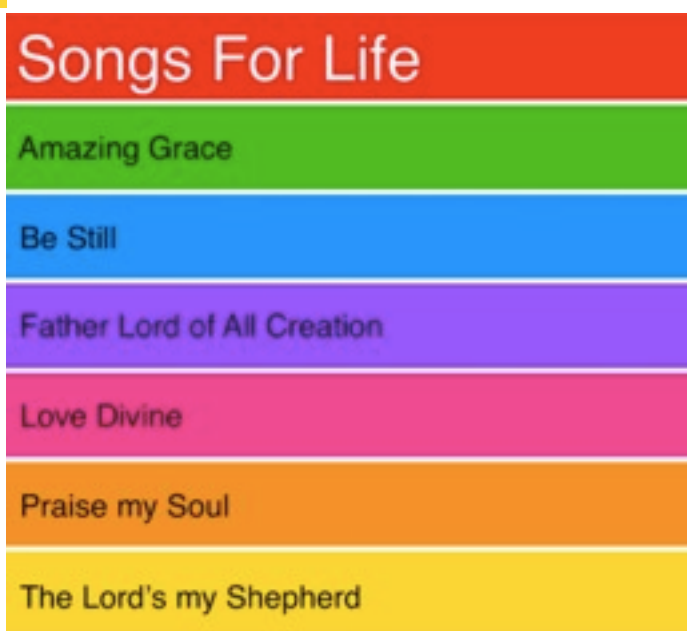 Songs For Life
Amazing Grace
Be Still
Father Lord of All Creation
Love Divine
Praise my Soul
The Lord's my Shepherd